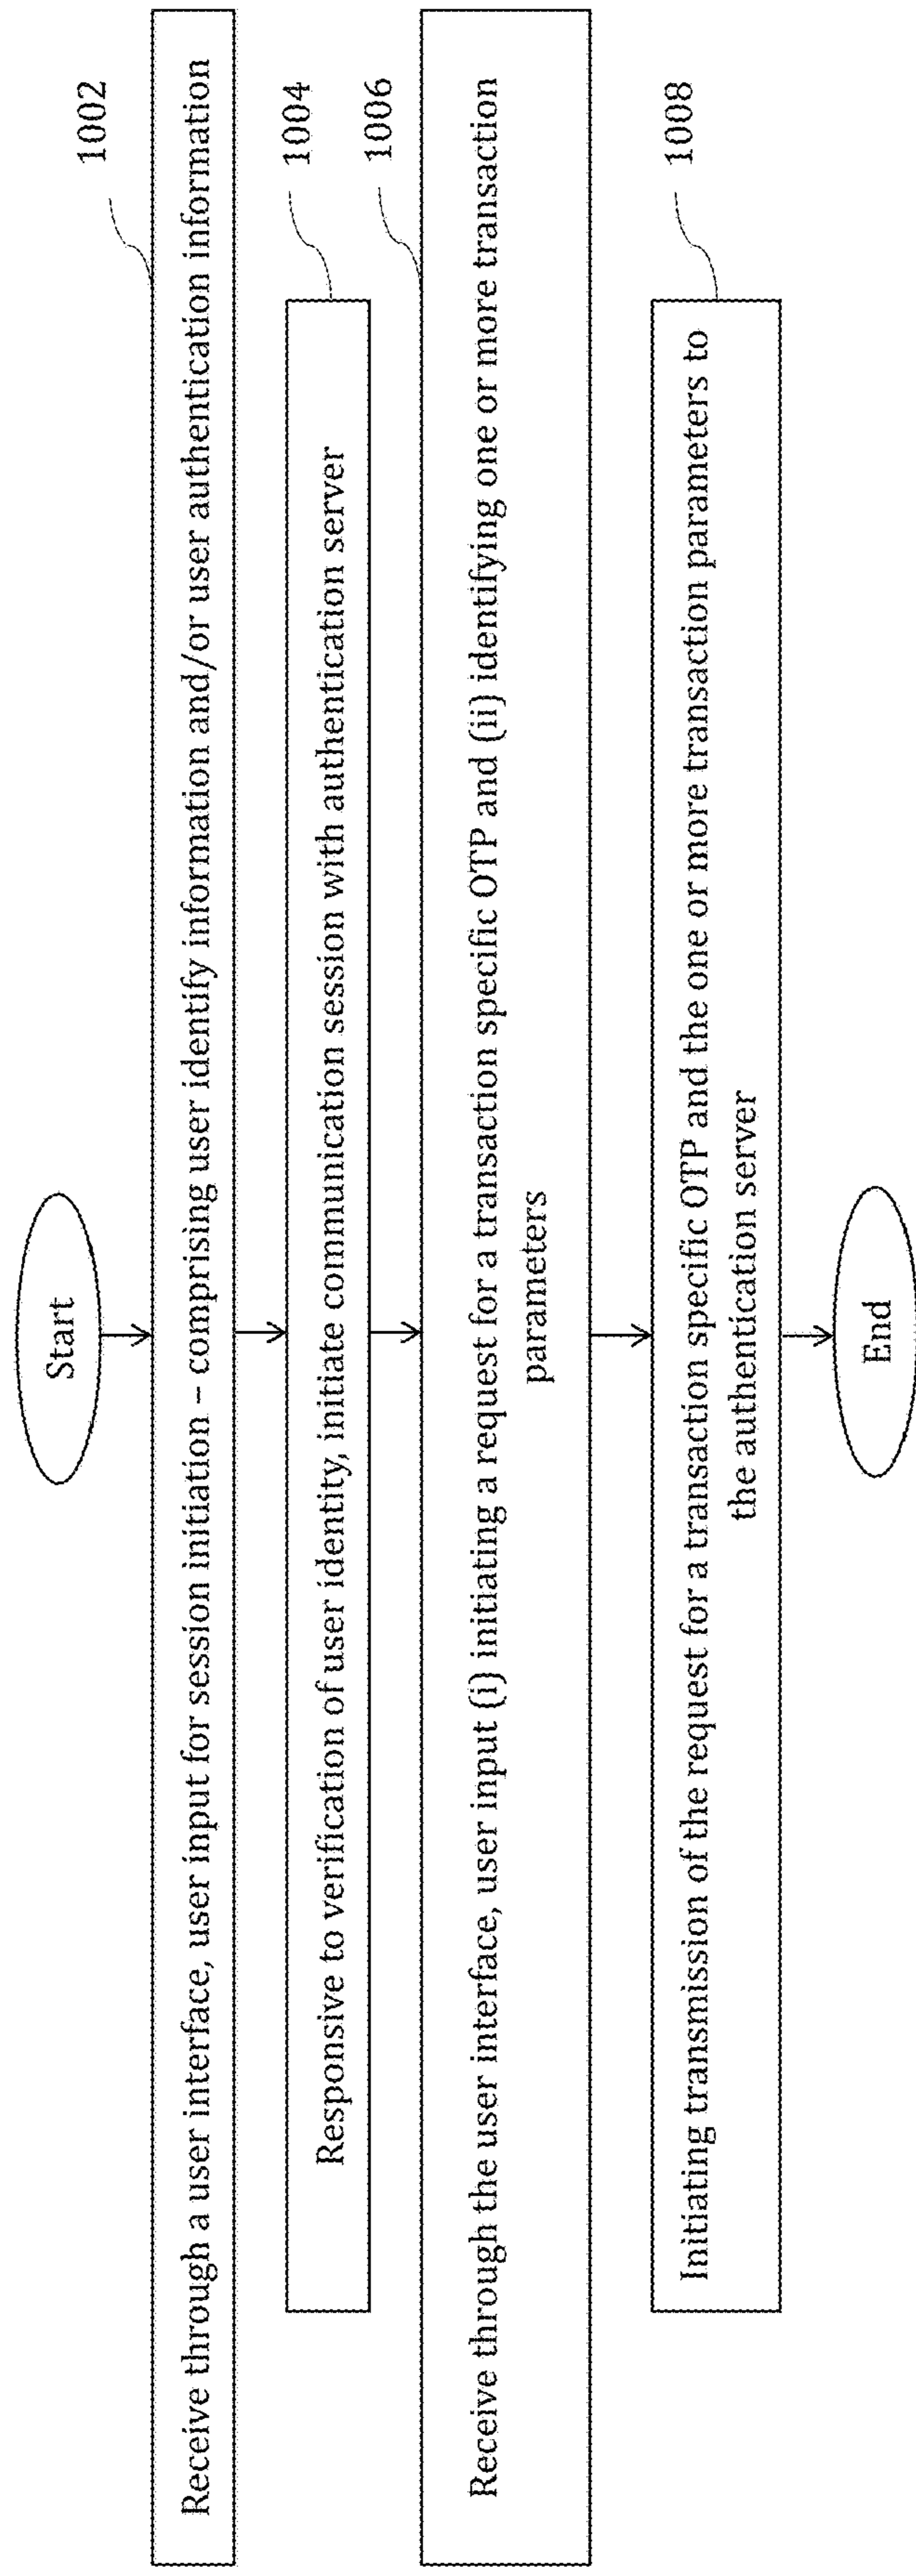 Start
1002
Receive through a user interface, user input for session initiation – comprising user identify information and/or user authentication information
1004
Responsive to verification of user identity, initiate communication session with authentication server
1006
Receive through the user interface, user input (i) initiating a request for a transaction specific OTP and (ii) identifying one or more transaction
parameters
1008
Initiating transmission of the request for a transaction specific OTP and the one or more transaction parameters to
the authentication server
End